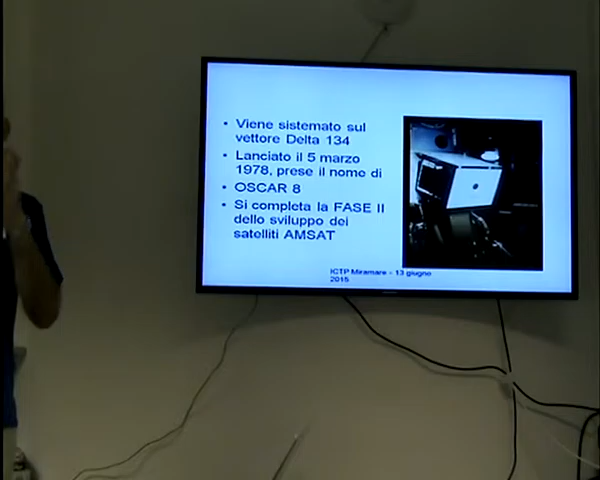 • Viene sistemato sul
vettore Delta 134
• Lanciato il 5 marzo
1978, prese il nome di
• OSCAR 8
• Si completa la FASE II
dello sviluppo dei
satelliti AMSAT
ICTP Miramare - 13 giugno
2015